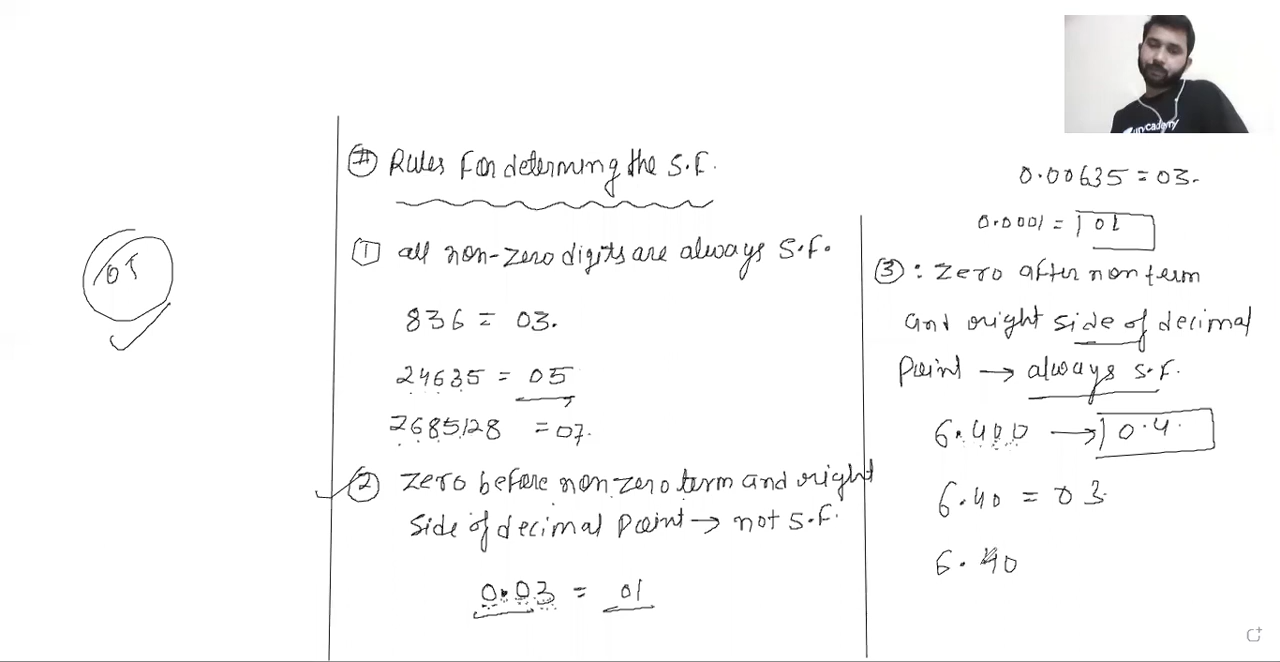 # Rules for determining the S.F.
① all non-zero digits are always S.F.
836 = 03.
24635 = 05
2685128 = 07.
② zero before non zero term and right
side of decimal point → not S.F.
0.03 = 01
0.00635 = 03.
0.0001 = 01
③ : zero after non term
and right side of decimal
point → always S.F.
6.400 → 0.4.
6.40 = 03.
6.40